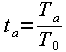 t_a = T_a / T_0